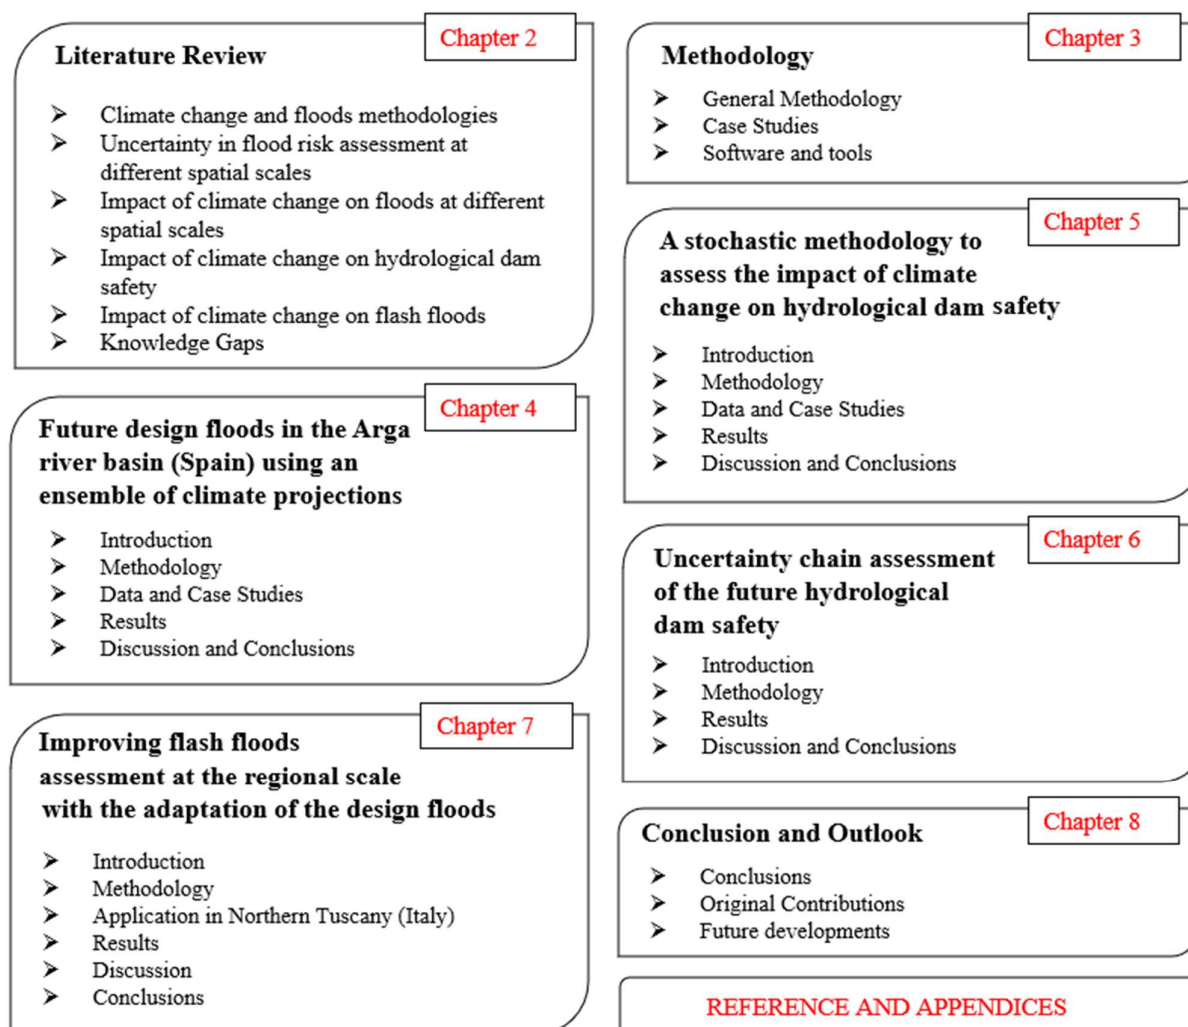 Chapter 2
Literature Review
➢ Climate change and floods methodologies
➢ Uncertainty in flood risk assessment at
different spatial scales
➢ Impact of climate change on floods at different
spatial scales
➢ Impact of climate change on hydrological dam
safety
➢ Impact of climate change on flash floods
➢ Knowledge Gaps
Chapter 3
Methodology
➢ General Methodology
➢ Case Studies
➢ Software and tools
Chapter 4
Future design floods in the Arga
river basin (Spain) using an
ensemble of climate projections
➢ Introduction
➢ Methodology
➢ Data and Case Studies
➢ Results
➢ Discussion and Conclusions
Chapter 5
A stochastic methodology to
assess the impact of climate
change on hydrological dam safety
➢ Introduction
➢ Methodology
➢ Data and Case Studies
➢ Results
➢ Discussion and Conclusions
Chapter 6
Uncertainty chain assessment
of the future hydrological
dam safety
➢ Introduction
➢ Methodology
➢ Results
➢ Discussion and Conclusions
Chapter 7
Improving flash floods
assessment at the regional scale
with the adaptation of the design floods
➢ Introduction
➢ Methodology
➢ Application in Northern Tuscany (Italy)
➢ Results
➢ Discussion
➢ Conclusions
Chapter 8
Conclusion and Outlook
➢ Conclusions
➢ Original Contributions
➢ Future developments
REFERENCE AND APPENDICES